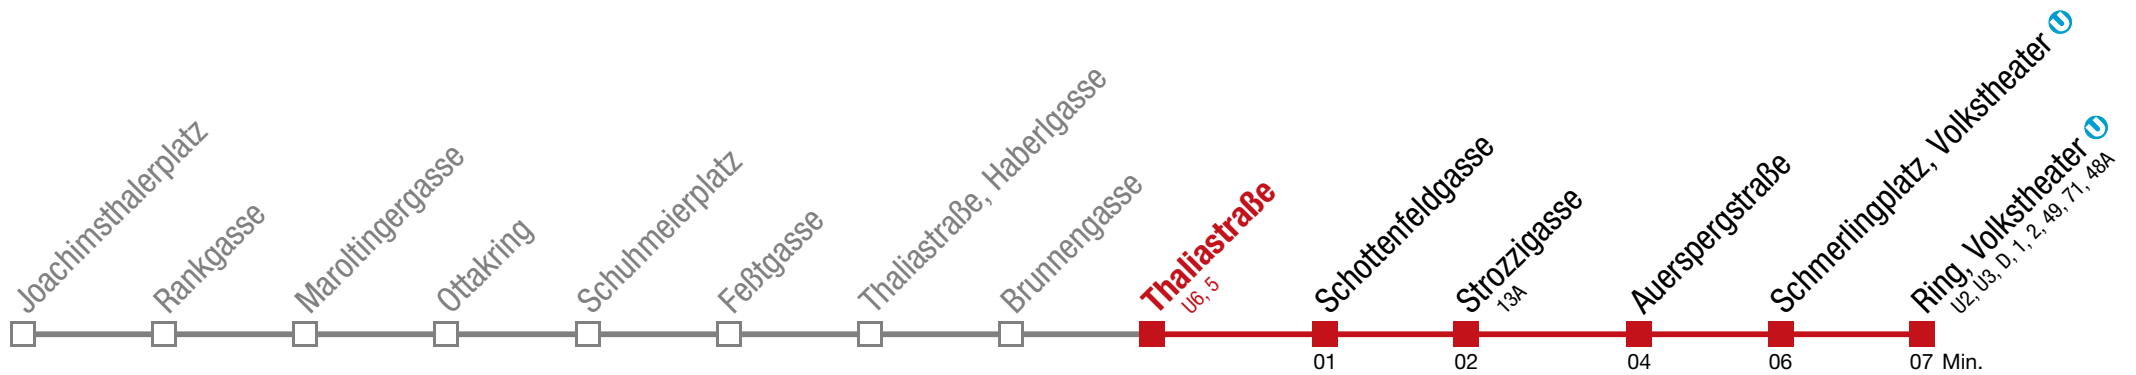 Joachimsthalerplatz
Rankgasse
Maroltingergasse
Ottakring
Schuhmeierplatz
Feßtgasse
Thaliastraße, Haberlgasse
Brunnengasse
Thaliastraße
U6, 5
Schottenfeldgasse
Strozzigasse
13A
Auerspergstraße
Schmerlingplatz, Volkstheater U
Ring, Volkstheater U
U2, U3, D, 1, 2, 49, 71, 48A
01 02 04 06 07 Min.